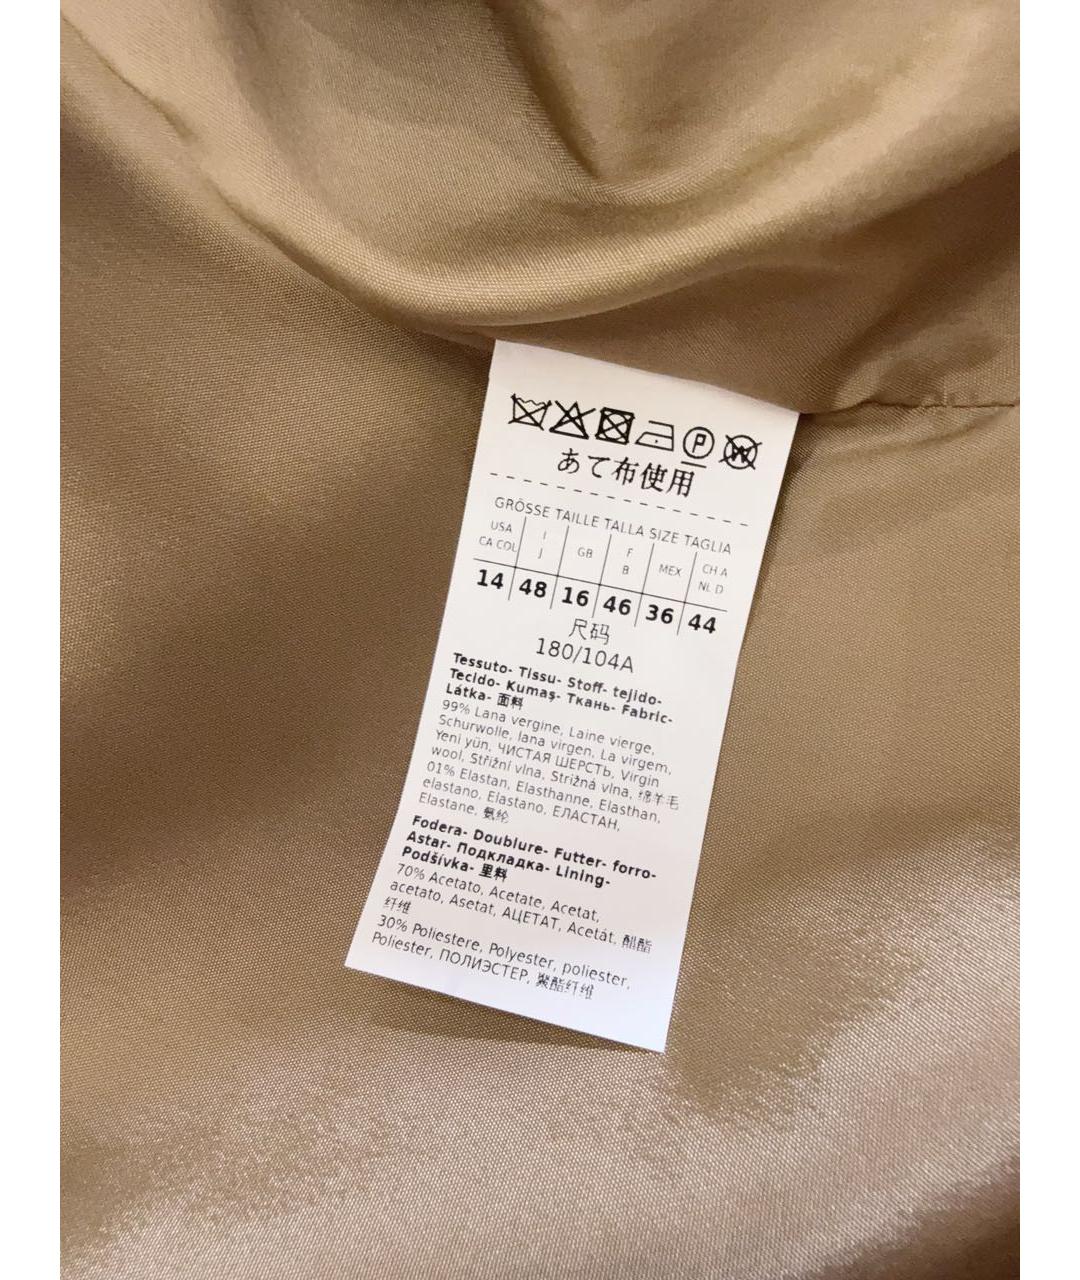 P W
あて布使用
GRÖSSE TAILLE TALLA SIZE TAGLIA
USA I GB F MEX CH A
CA COL J B NL D
14 48 16 46 36 44
尺码
180/104A
Tessuto- Tissu- Stoff- tejido-
Tecido- Kumaş- Ткань- Fabric-
Látka- 面料
99% Lana vergine, Laine vierge,
Schurwolle, lana virgen, La virgem,
Yeni yün, ЧИСТАЯ ШЕРСТЬ, Virgin
wool, Střižní vlna, Strižná vlna, 绵羊毛
01% Elastan, Elasthanne, Elasthan,
elastano, Elastano, ЕЛАСТАН,
Elastane, 氨纶
Fodera- Doublure- Futter- forro-
Astar- Подкладка- Lining-
Podšívka- 里料
70% Acetato, Acetate, Acetat,
acetato, Asetat, АЦЕТАТ, Acetát, 醋酯
纤维
30% Poliestere, Polyester, poliester,
Poliester, ПОЛИЭСТЕР, 聚酯纤维